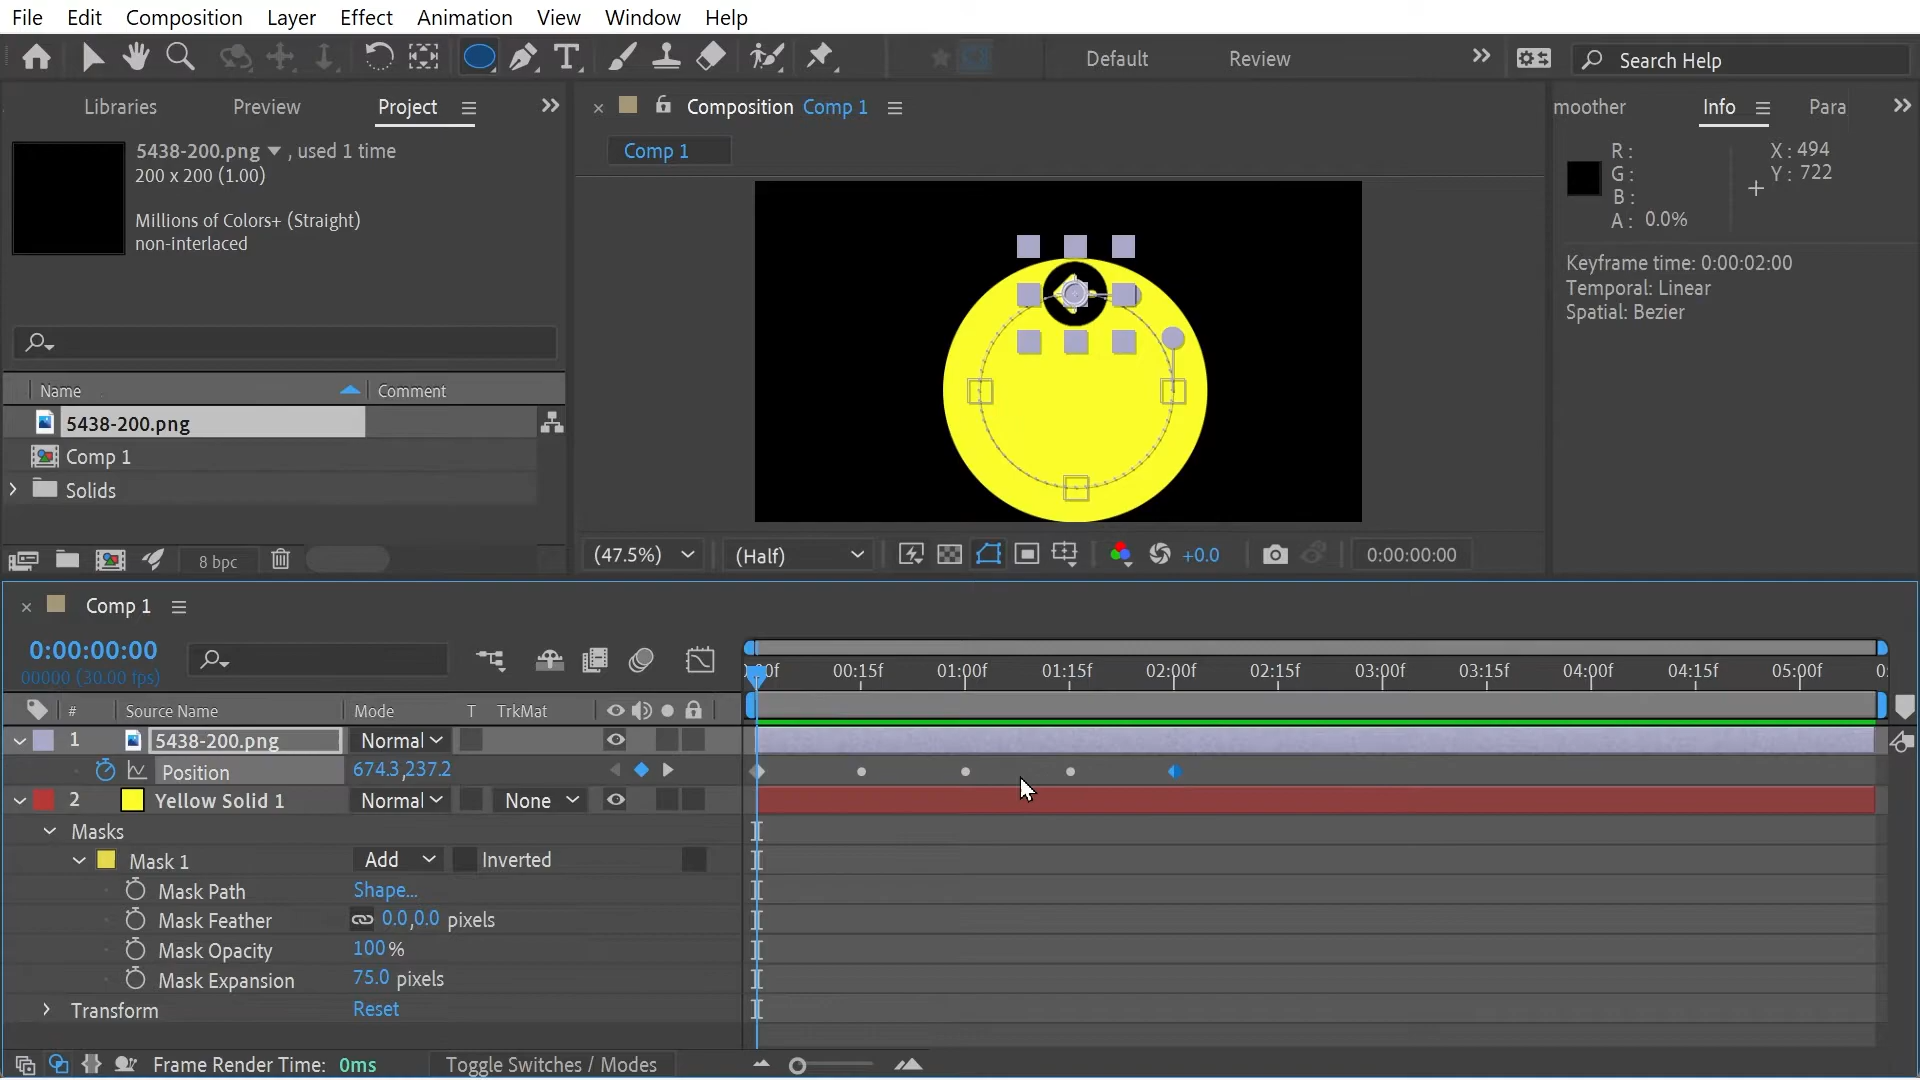 File Edit Composition Layer Effect Animation View Window Help
Default Review Search Help
Libraries Preview Project
Composition Comp 1
moother Info Para
5438-200.png , used 1 time
200 x 200 (1.00)
Millions of Colors+ (Straight)
non-interlaced
Comp 1
R :
G :
B :
A : 0.0%
X : 494
Y : 722
Keyframe time: 0:00:02:00
Temporal: Linear
Spatial: Bezier
Name Comment
5438-200.png
Comp 1
Solids
8 bpc
(47.5%) (Half) +0.0 0:00:00:00
Comp 1
0:00:00:00
00000 (30.00 fps)
00f 00:15f 01:00f 01:15f 02:00f 02:15f 03:00f 03:15f 04:00f 04:15f 05:00f 0
# Source Name Mode T TrkMat
1 5438-200.png Normal
Position 674.3,237.2
2 Yellow Solid 1 Normal None
Masks
Mask 1 Add Inverted
Mask Path Shape...
Mask Feather 0.0,0.0 pixels
Mask Opacity 100%
Mask Expansion 75.0 pixels
Transform Reset
Frame Render Time: 0ms Toggle Switches / Modes